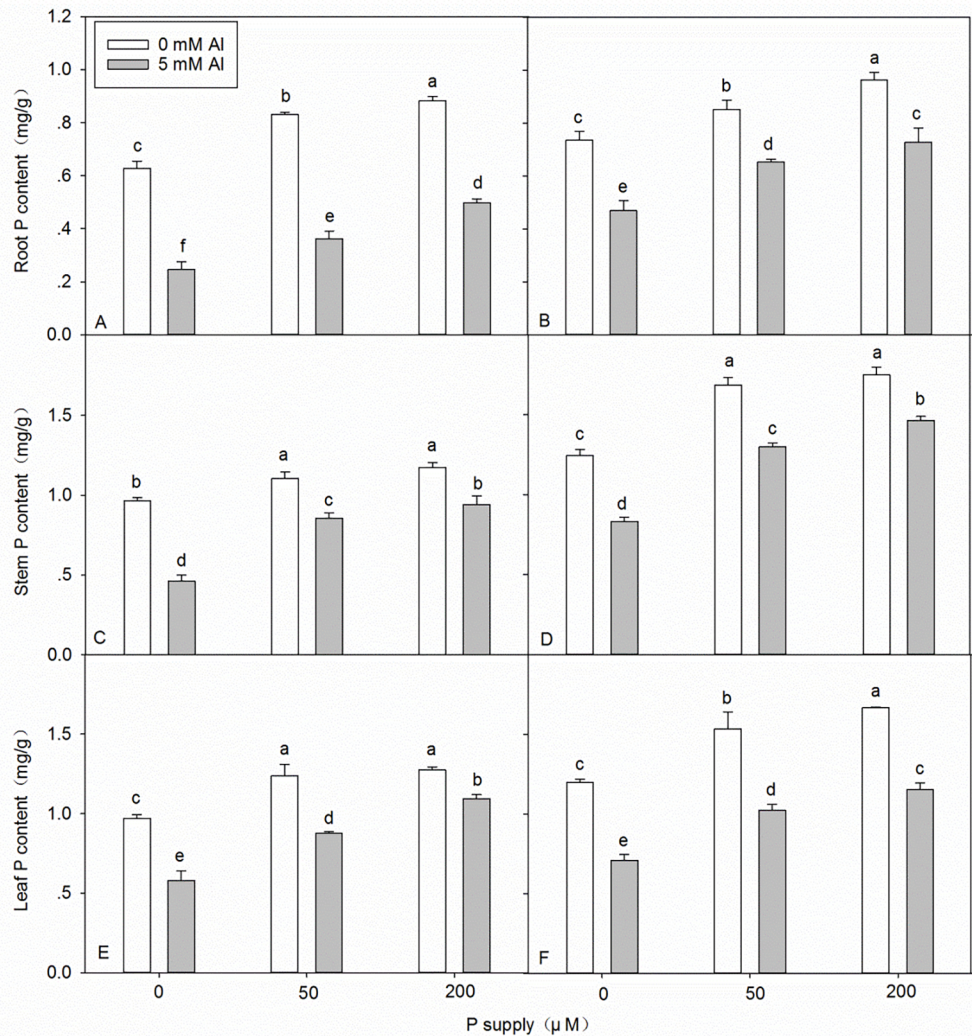 1.2
0 mM Al
5 mM Al
1.0
.8
.6
.4
.2
0.0
Root P content (mg/g)
c
f
b
e
a
d
A
c
e
b
d
a
c
B
1.5
1.0
.5
0.0
Stem P content (mg/g)
b
d
a
c
a
b
C
c
d
a
c
a
b
D
1.5
1.0
.5
0.0
Leaf P content (mg/g)
c
e
a
d
a
b
E
c
e
b
d
a
c
F
0
50
200
0
50
200
P supply (μ M)